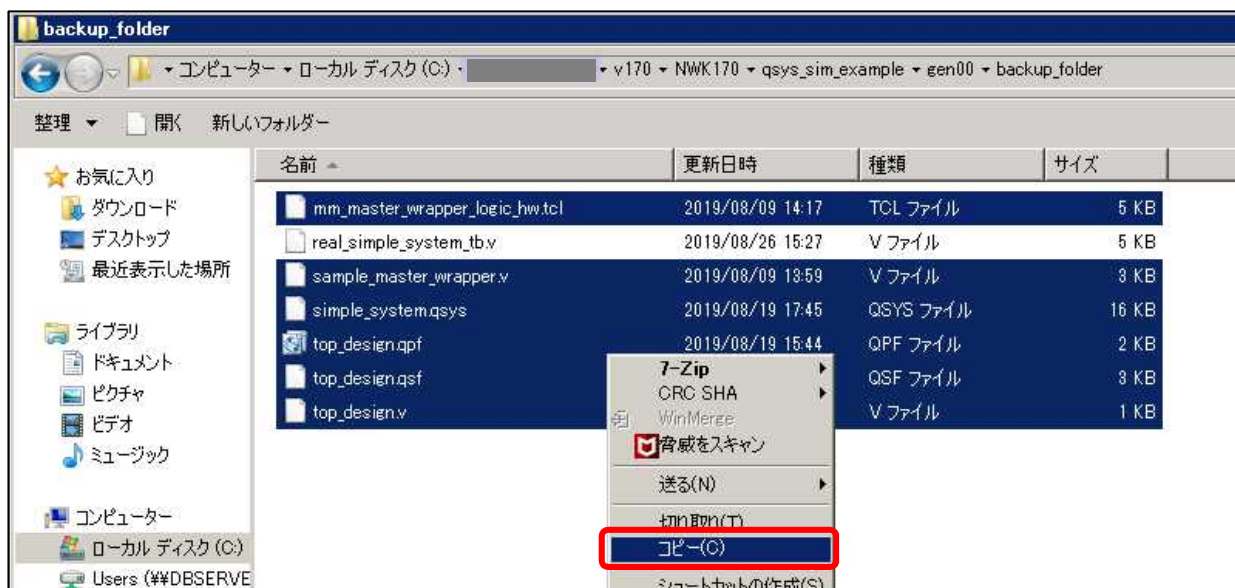 backup_folder
コンピューター ローカル ディスク (C:) v170 NWK170 qsys_sim_example gen00 backup_folder
整理 開く 新しいフォルダー
お気に入り
ダウンロード
デスクトップ
最近表示した場所
ライブラリ
ドキュメント
ピクチャ
ビデオ
ミュージック
コンピューター
ローカル ディスク (C:)
Users (¥¥DBSERVE
名前 更新日時 種類 サイズ
mm_master_wrapper_logic_hw.tcl 2019/08/09 14:17 TCL ファイル 5 KB
real_simple_system_tb.v 2019/08/26 15:27 V ファイル 5 KB
sample_master_wrapper.v 2019/08/09 13:59 V ファイル 3 KB
simple_system.qsys 2019/08/19 17:45 QSYS ファイル 16 KB
top_design.qpf 2019/08/19 15:44 QPF ファイル 2 KB
top_design.qsf QSF ファイル 3 KB
top_design.v V ファイル 1 KB
7-Zip
CRC SHA
WinMerge
脅威をスキャン
送る(N)
切り取り(T)
コピー(C)
ショートカットの作成(S)